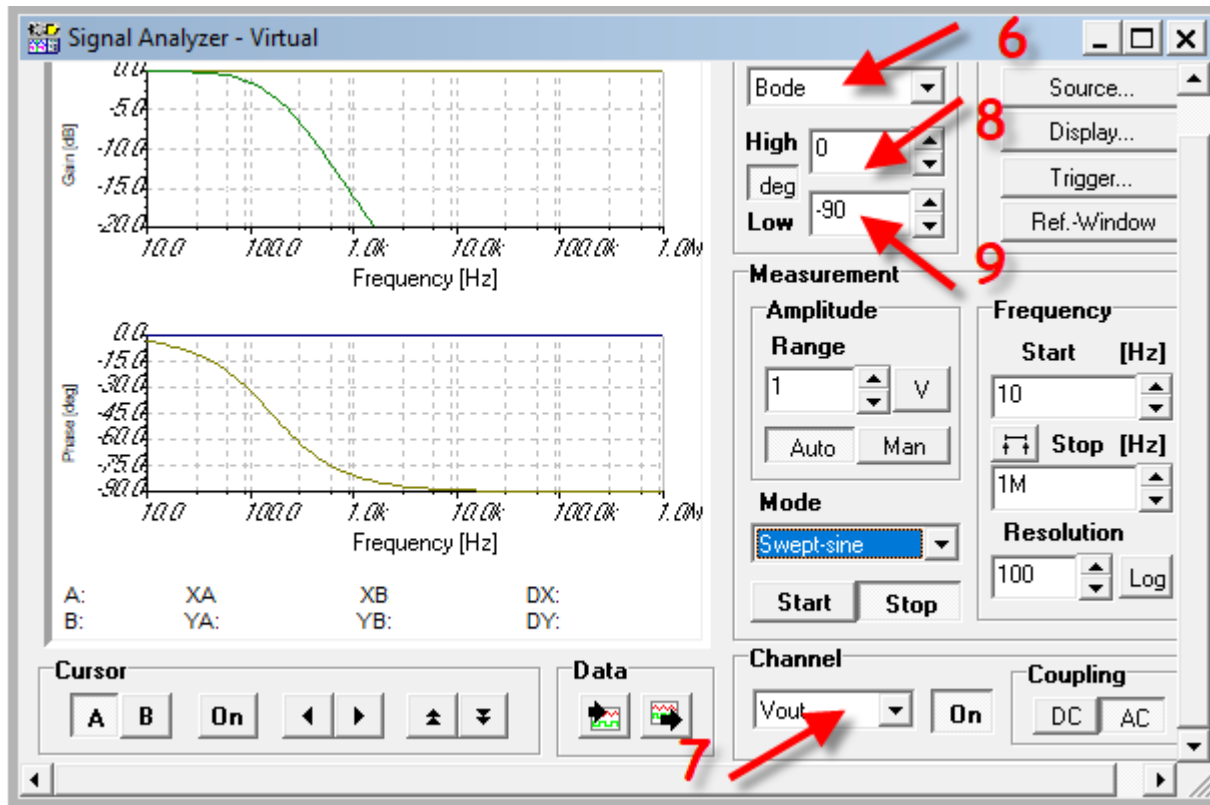 Signal Analyzer - Virtual
6
0.0
-5.0
-10.0
-15.0
-20.0
Gain [dB]
10.0 100.0 1.0k 10.0k 100.0k 1.0M
Frequency [Hz]
0.0
-15.0
-30.0
-45.0
-60.0
-75.0
-90.0
Phase [deg]
10.0 100.0 1.0k 10.0k 100.0k 1.0M
Frequency [Hz]
A: XA XB DX:
B: YA: YB: DY:
Bode
8
High 0
deg
Low -90
9
Source...
Display...
Trigger...
Ref.-Window
Measurement
Amplitude
Range
1 V
Auto Man
Mode
Swept-sine
Start Stop
Frequency
Start [Hz]
10
Stop [Hz]
1M
Resolution
100 Log
Cursor
A B On
Data
7
Channel
Vout On
Coupling
DC AC